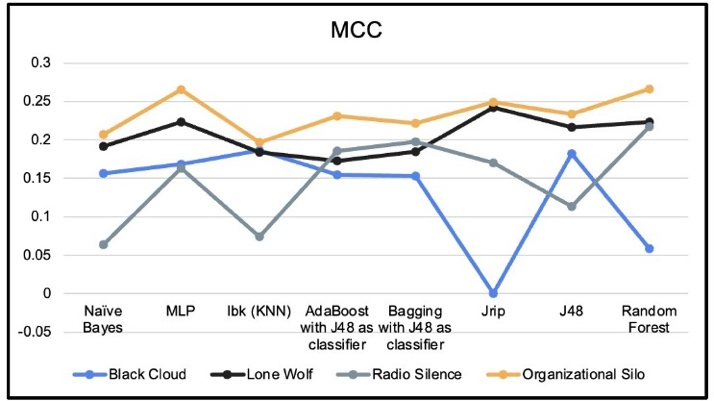 MCC
0.3
0.25
0.2
0.15
0.1
0.05
0
-0.05
Naïve Bayes
MLP
Ibk (KNN)
AdaBoost with J48 as classifier
Bagging with J48 as classifier
Jrip
J48
Random Forest
Black Cloud
Lone Wolf
Radio Silence
Organizational Silo